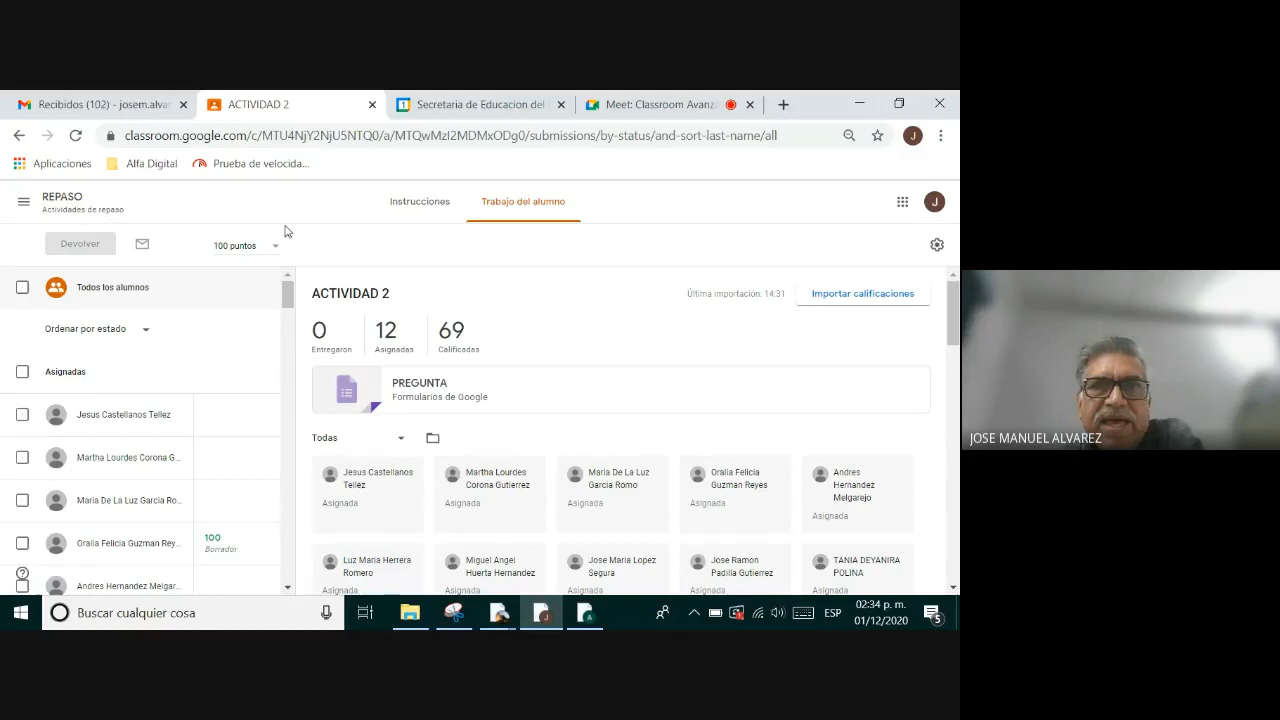 Recibidos (102) - josem.alvar
ACTIVIDAD 2
Secretaria de Educacion del
Meet: Classroom Avanz
classroom.google.com/c/MTU4NjY2NjU5NTQ0/a/MTQwMzI2MDMxODg0/submissions/by-status/and-sort-last-name/all
J
Aplicaciones
Alfa Digital
Prueba de velocida...
REPASO
Actividades de repaso
Instrucciones
Trabajo del alumno
J
Devolver
100 puntos
Todos los alumnos
Ordenar por estado
Asignadas
Jesus Castellanos Tellez
Martha Lourdes Corona G...
Maria De La Luz Garcia Ro...
Oralia Felicia Guzman Rey...
100
Borrador
Andres Hernandez Melgar...
ACTIVIDAD 2
Última importación: 14:31
Importar calificaciones
0
Entregaron
12
Asignadas
69
Calificadas
PREGUNTA
Formularios de Google
Todas
Jesus Castellanos
Tellez
Asignada
Martha Lourdes
Corona Gutierrez
Asignada
Maria De La Luz
Garcia Romo
Asignada
Oralia Felicia
Guzman Reyes
Asignada
Andres
Hernandez
Melgarejo
Asignada
Luz Maria Herrera
Romero
Asignada
Miguel Angel
Huerta Hernandez
Asignada
Jose Maria Lopez
Segura
Asignada
Jose Ramon
Padilla Gutierrez
Asignada
TANIA DEYANIRA
POLINA
Asignada
Buscar cualquier cosa
ESP
02:34 p. m.
01/12/2020
5
JOSE MANUEL ALVAREZ